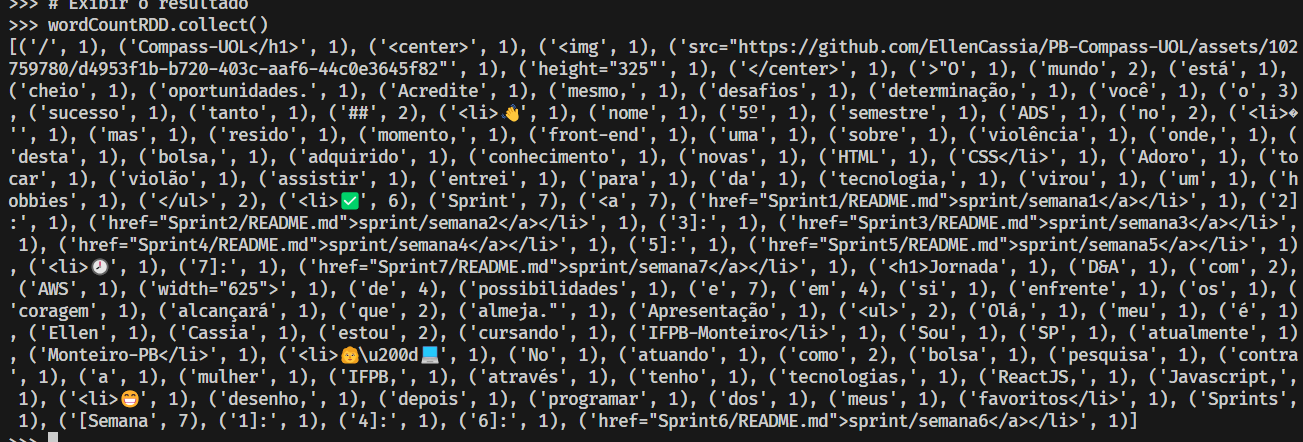 >>> # Exibir o resultado
>>> wordCountRDD.collect()
[('/', 1), ('Compass-UOL</h1>', 1), ('<center>', 1), ('<img', 1), ('src="https://github.com/EllenCassia/PB-Compass-UOL/assets/102
759780/d4953f1b-b720-403c-aaf6-44c0e3645f82"', 1), ('height="325"', 1), ('</center>', 1), ('>"O', 1), ('mundo', 2), ('está', 1),
('cheio', 1), ('oportunidades.', 1), ('Acredite', 1), ('mesmo,', 1), ('desafios', 1), ('determinação,', 1), ('você', 1), ('o', 3)
, ('sucesso', 1), ('tanto', 1), ('##', 2), ('<li>👋', 1), ('nome', 1), ('5º', 1), ('semestre', 1), ('ADS', 1), ('no', 2), ('<li>�
'', 1), ('mas', 1), ('resido', 1), ('momento,', 1), ('front-end', 1), ('uma', 1), ('sobre', 1), ('violência', 1), ('onde,', 1), (
'desta', 1), ('bolsa,', 1), ('adquirido', 1), ('conhecimento', 1), ('novas', 1), ('HTML', 1), ('CSS</li>', 1), ('Adoro', 1), ('to
car', 1), ('violão', 1), ('assistir', 1), ('entrei', 1), ('para', 1), ('da', 1), ('tecnologia,', 1), ('virou', 1), ('um', 1), ('h
obbies', 1), ('</ul>', 2), ('<li>✅', 6), ('Sprint', 7), ('<a', 7), ('href="Sprint1/README.md">sprint/semana1</a></li>', 1), ('2]
:', 1), ('href="Sprint2/README.md">sprint/semana2</a></li>', 1), ('3]:', 1), ('href="Sprint3/README.md">sprint/semana3</a></li>',
1), ('href="Sprint4/README.md">sprint/semana4</a></li>', 1), ('5]:', 1), ('href="Sprint5/README.md">sprint/semana5</a></li>', 1)
, ('<li>🕗', 1), ('7]:', 1), ('href="Sprint7/README.md">sprint/semana7</a></li>', 1), ('<h1>Jornada', 1), ('D&A', 1), ('com', 2),
('AWS', 1), ('width="625">', 1), ('de', 4), ('possibilidades', 1), ('e', 7), ('em', 4), ('si', 1), ('enfrente', 1), ('os', 1), (
'coragem', 1), ('alcançará', 1), ('que', 2), ('almeja."', 1), ('Apresentação', 1), ('<ul>', 2), ('Olá,', 1), ('meu', 1), ('é', 1)
, ('Ellen', 1), ('Cassia', 1), ('estou', 2), ('cursando', 1), ('IFPB-Monteiro</li>', 1), ('Sou', 1), ('SP', 1), ('atualmente', 1)
, ('Monteiro-PB</li>', 1), ('<li>👩\u200d💻', 1), ('No', 1), ('atuando', 1), ('como', 2), ('bolsa', 1), ('pesquisa', 1), ('contra
', 1), ('a', 1), ('mulher', 1), ('IFPB,', 1), ('através', 1), ('tenho', 1), ('tecnologias,', 1), ('ReactJS,', 1), ('Javascript,',
1), ('<li>😁', 1), ('desenho,', 1), ('depois', 1), ('programar', 1), ('dos', 1), ('meus', 1), ('favoritos</li>', 1), ('Sprints',
1), ('[Semana', 7), ('1]:', 1), ('4]:', 1), ('6]:', 1), ('href="Sprint6/README.md">sprint/semana6</a></li>', 1)]
>>>